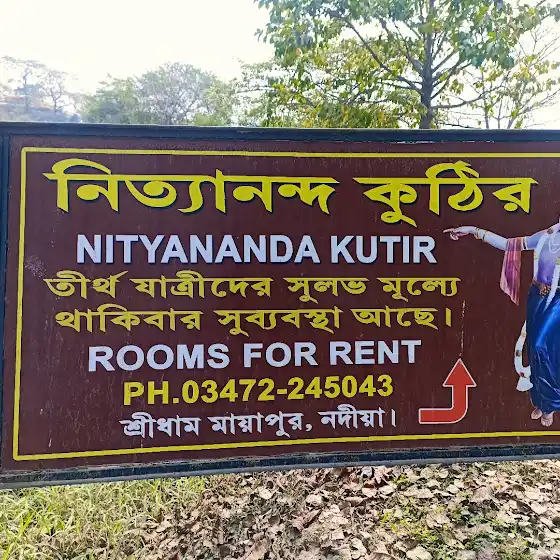 নিত্যানন্দ কুঠির
NITYANANDA KUTIR
তীর্থ যাত্রীদের সুলভ মূল্যে
থাকিবার সুব্যবস্থা আছে।
ROOMS FOR RENT
PH.03472-245043
শ্রীধাম মায়াপুর, নদীয়া।